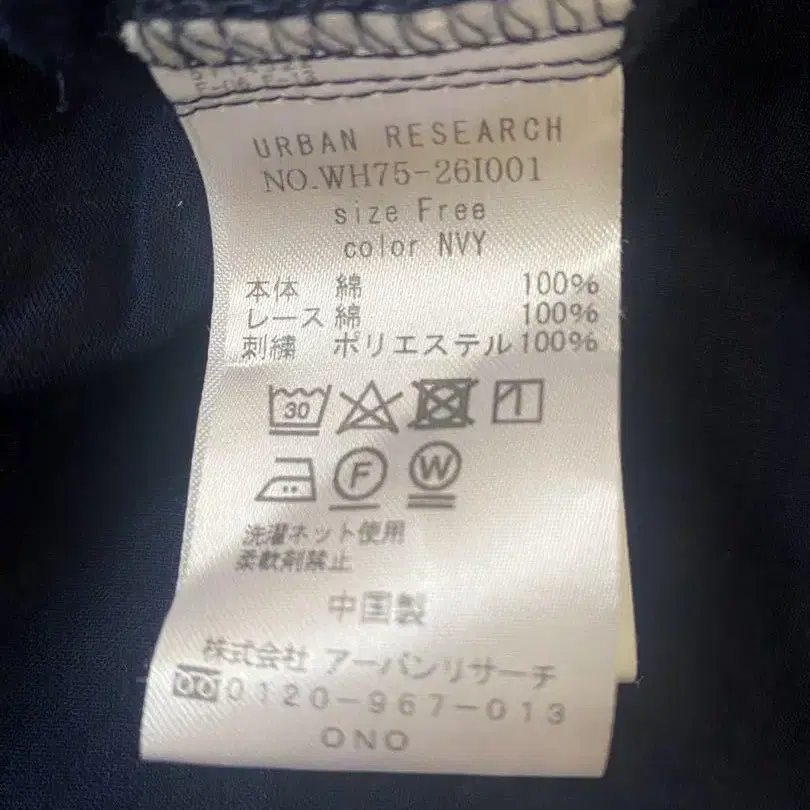 URBAN RESEARCH
NO.WH75-26I001
size Free
color NVY
本体 綿 100%
レース 綿 100%
刺繍 ポリエステル 100%
30
F W
洗濯ネット使用
柔軟剤禁止
中国製
株式会社 アーバンリサーチ
0120-967-013
ONO